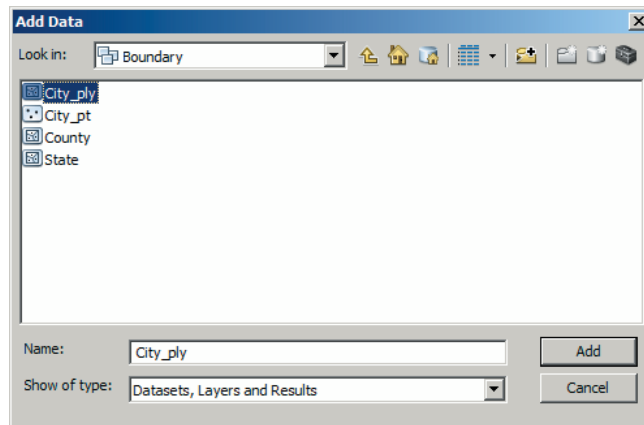 Add Data
Look in: Boundary
City_ply
City_pt
County
State
Name: City_ply Add
Show of type: Datasets, Layers and Results Cancel